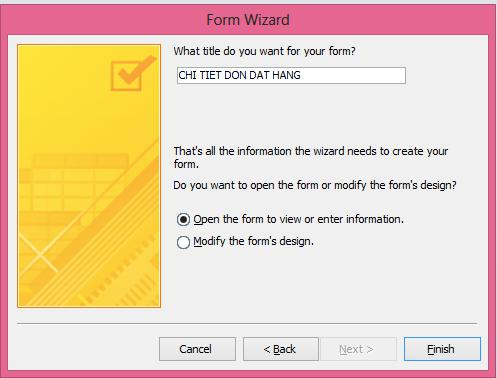 Form Wizard
What title do you want for your form?
CHI TIET DON DAT HANG
That's all the information the wizard needs to create your
form.
Do you want to open the form or modify the form's design?
Open the form to view or enter information.
Modify the form's design.
Cancel
< Back
Next >
Finish